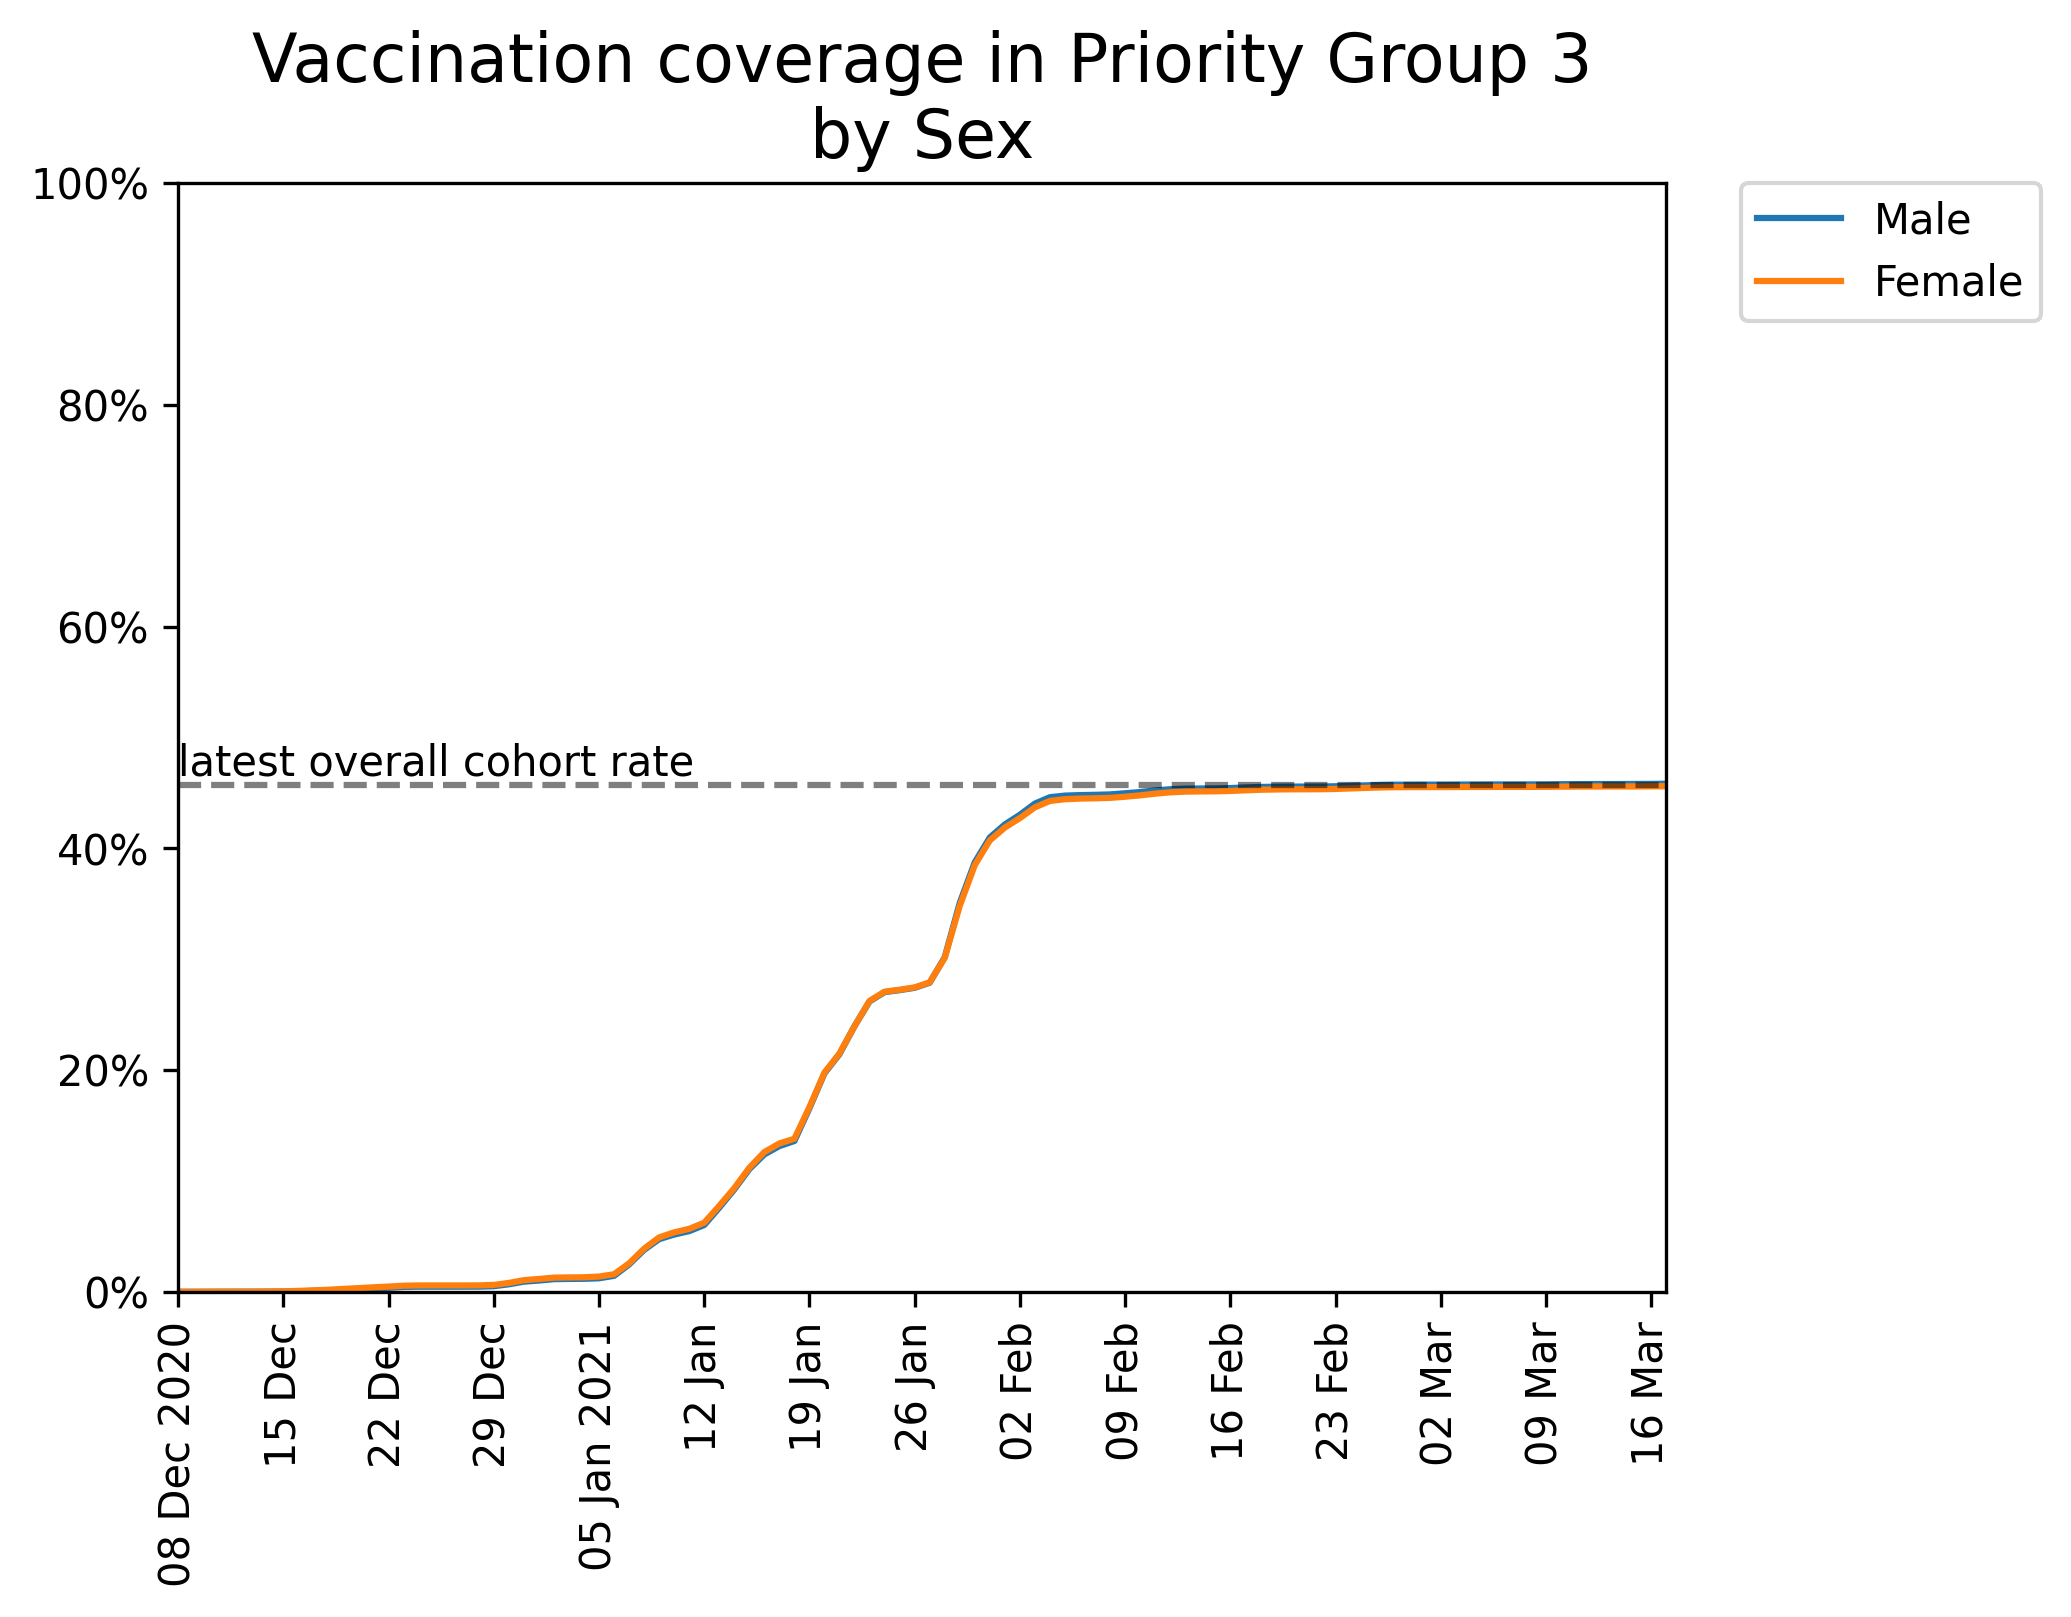 Vaccination coverage in Priority Group 3
by Sex
100%
80%
60%
40%
20%
0%
latest overall cohort rate
Male
Female
08 Dec 2020
15 Dec
22 Dec
29 Dec
05 Jan 2021
12 Jan
19 Jan
26 Jan
02 Feb
09 Feb
16 Feb
23 Feb
02 Mar
09 Mar
16 Mar